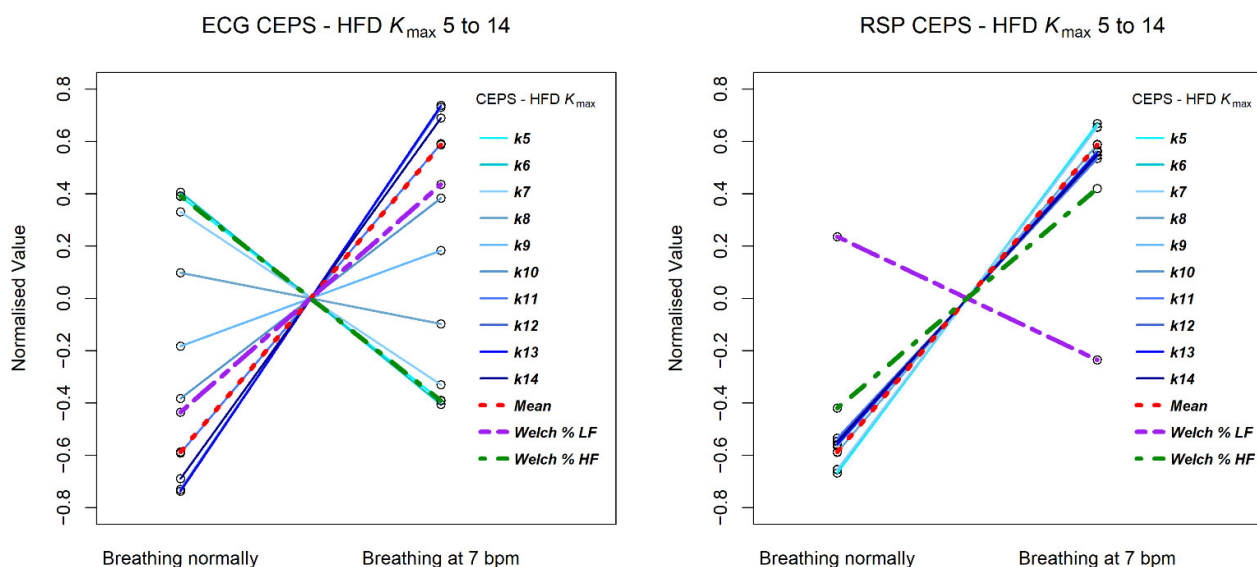 ECG CEPS - HFD Kmax 5 to 14
Normalised Value
0.8
0.6
0.4
0.2
0.0
−0.2
−0.4
−0.6
−0.8
CEPS - HFD Kmax
k5
k6
k7
k8
k9
k10
k11
k12
k13
k14
Mean
Welch % LF
Welch % HF
Breathing normally
Breathing at 7 bpm
RSP CEPS - HFD Kmax 5 to 14
Normalised Value
0.8
0.6
0.4
0.2
0.0
−0.2
−0.4
−0.6
−0.8
CEPS - HFD Kmax
k5
k6
k7
k8
k9
k10
k11
k12
k13
k14
Mean
Welch % LF
Welch % HF
Breathing normally
Breathing at 7 bpm